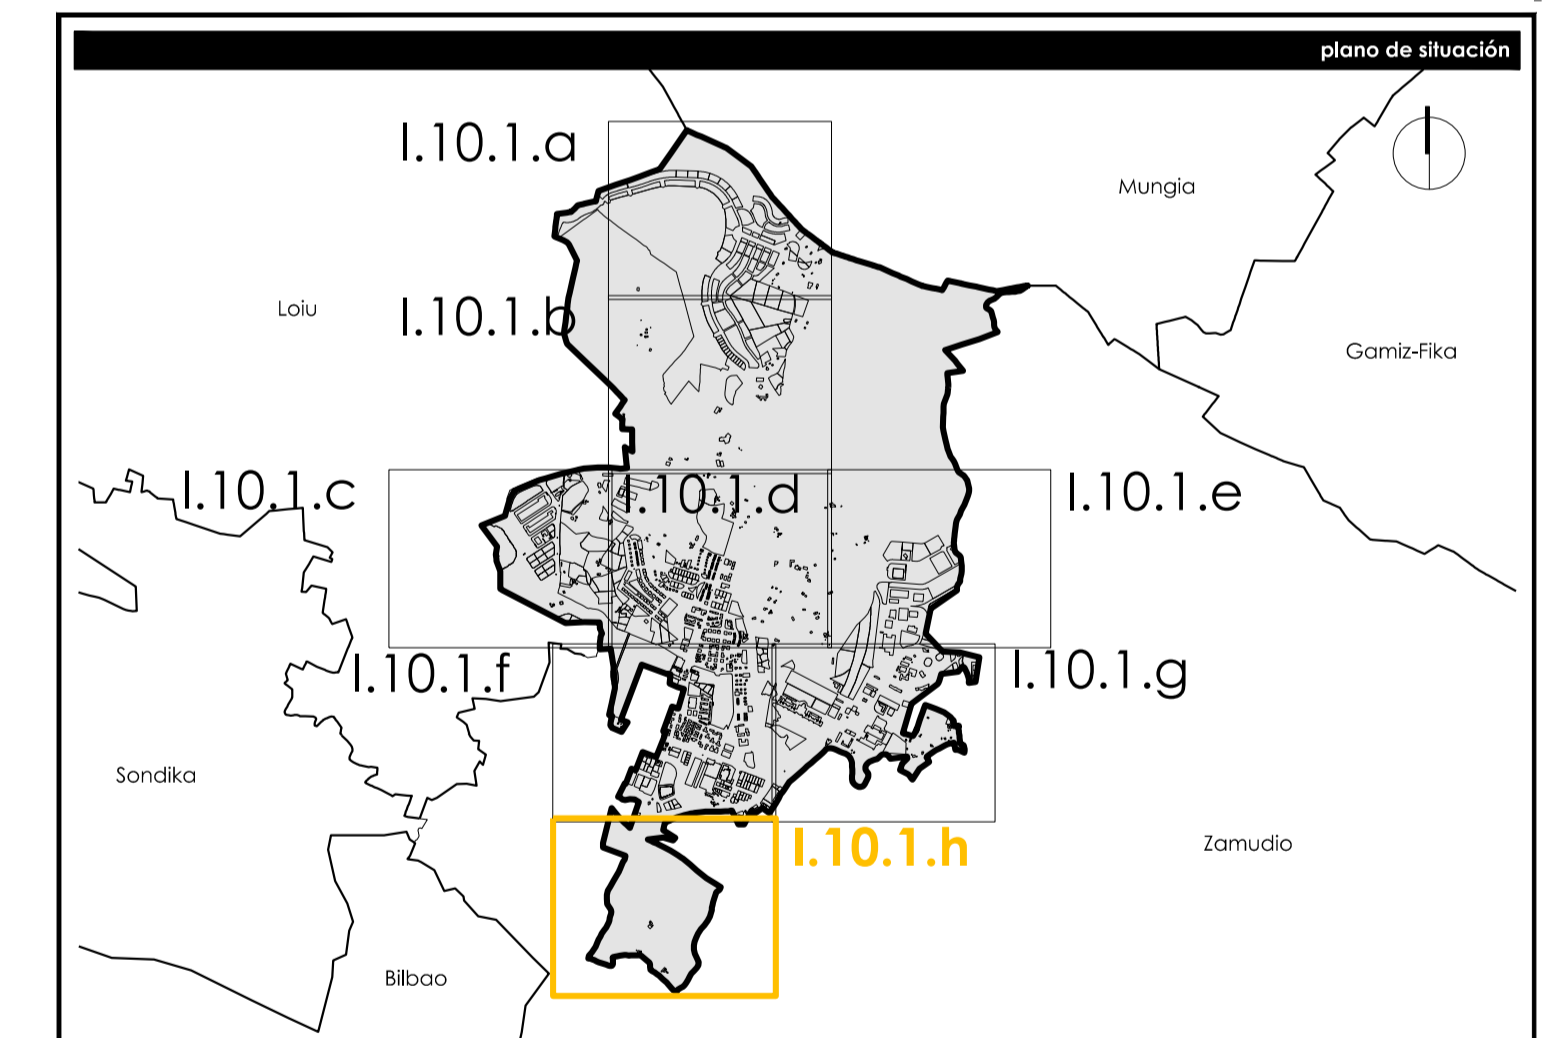 plano de situación
I.10.1.a
Mungia
Loiu
I.10.1.b
Gamiz-Fika
I.10.1.c
I.10.1.d
I.10.1.e
I.10.1.f
I.10.1.g
Sondika
I.10.1.h
Zamudio
Bilbao